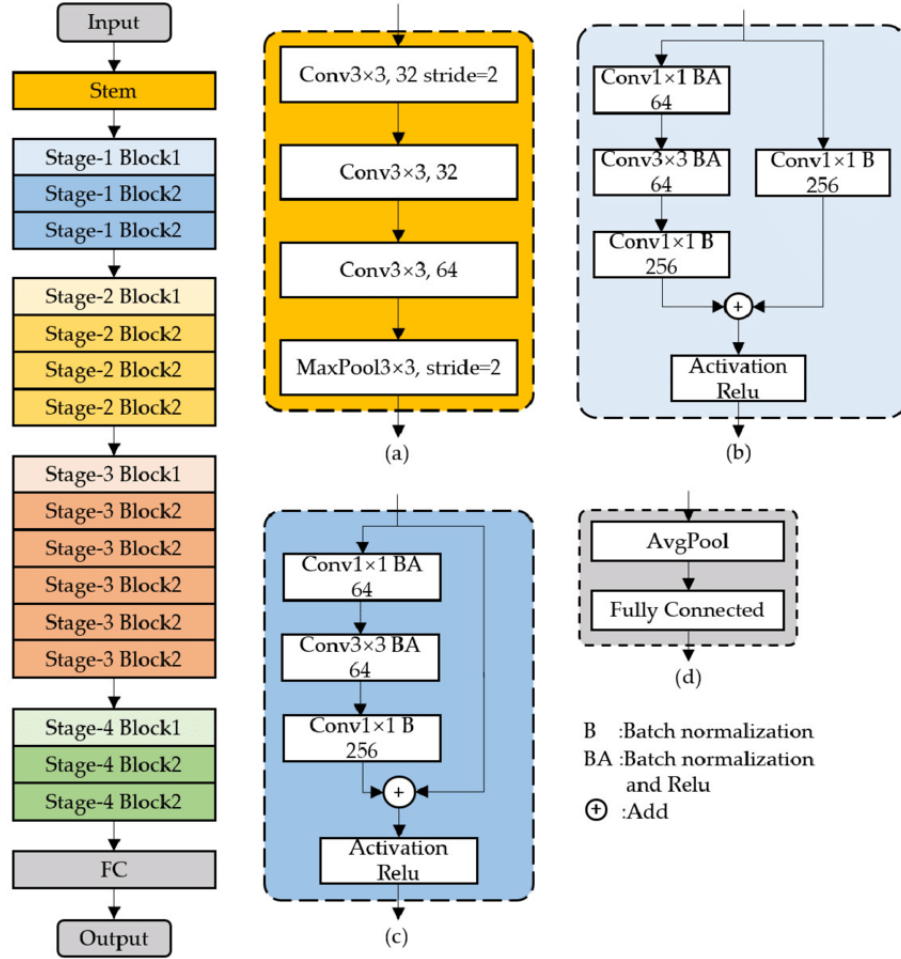 Input
Stem
Stage-1 Block1
Stage-1 Block2
Stage-1 Block2
Stage-2 Block1
Stage-2 Block2
Stage-2 Block2
Stage-2 Block2
Stage-3 Block1
Stage-3 Block2
Stage-3 Block2
Stage-3 Block2
Stage-3 Block2
Stage-3 Block2
Stage-4 Block1
Stage-4 Block2
Stage-4 Block2
FC
Output
Conv3×3, 32 stride=2
Conv3×3, 32
Conv3×3, 64
MaxPool3×3, stride=2
(a)
Conv1×1 BA
64
Conv3×3 BA
64
Conv1×1 B
256
Conv1×1 B
256
+
Activation
Relu
(b)
Conv1×1 BA
64
Conv3×3 BA
64
Conv1×1 B
256
+
Activation
Relu
(c)
AvgPool
Fully Connected
(d)
B :Batch normalization
BA :Batch normalization
and Relu
+ :Add